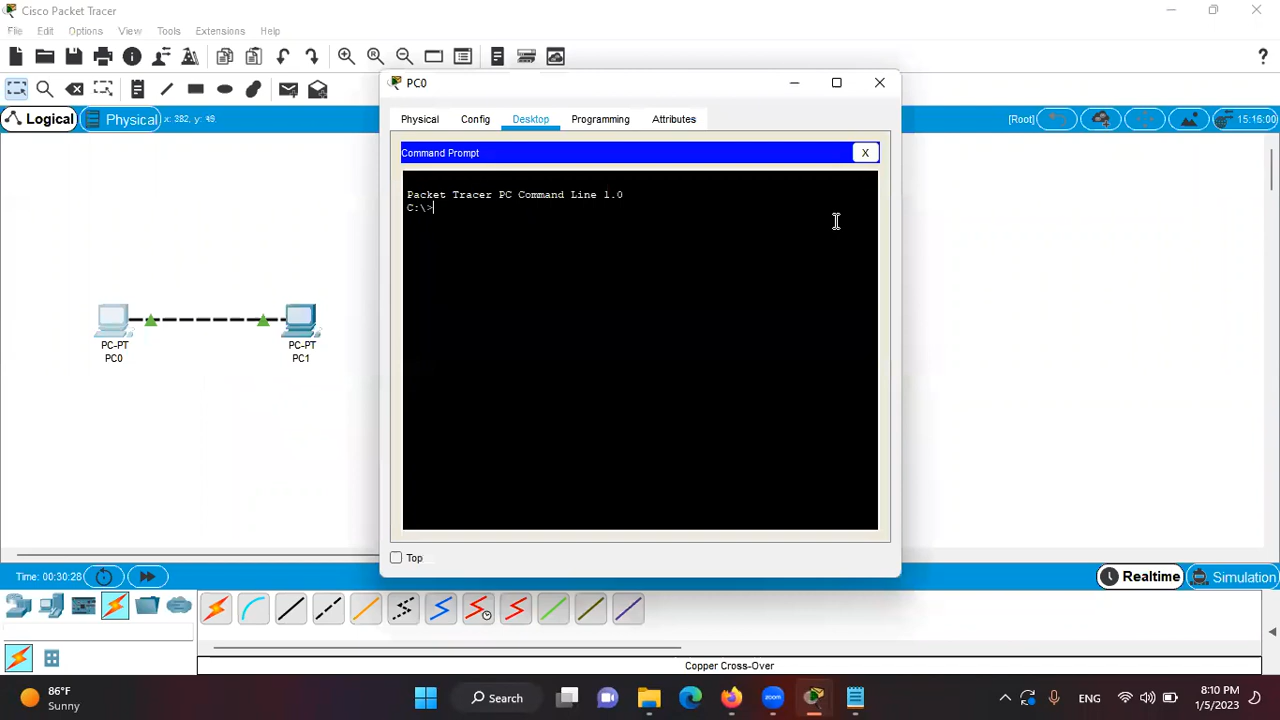 Cisco Packet Tracer
File Edit Options View Tools Extensions Help
?
Logical Physical x: 382, y: 49
[Root] 15:16:00
PC0
Physical Config Desktop Programming Attributes
Command Prompt X
Packet Tracer PC Command Line 1.0
C:\>
PC-PT
PC0
PC-PT
PC1
Top
Time: 00:30:28
Realtime Simulation
Copper Cross-Over
86°F
Sunny
Search
zoom
ENG
8:10 PM
1/5/2023